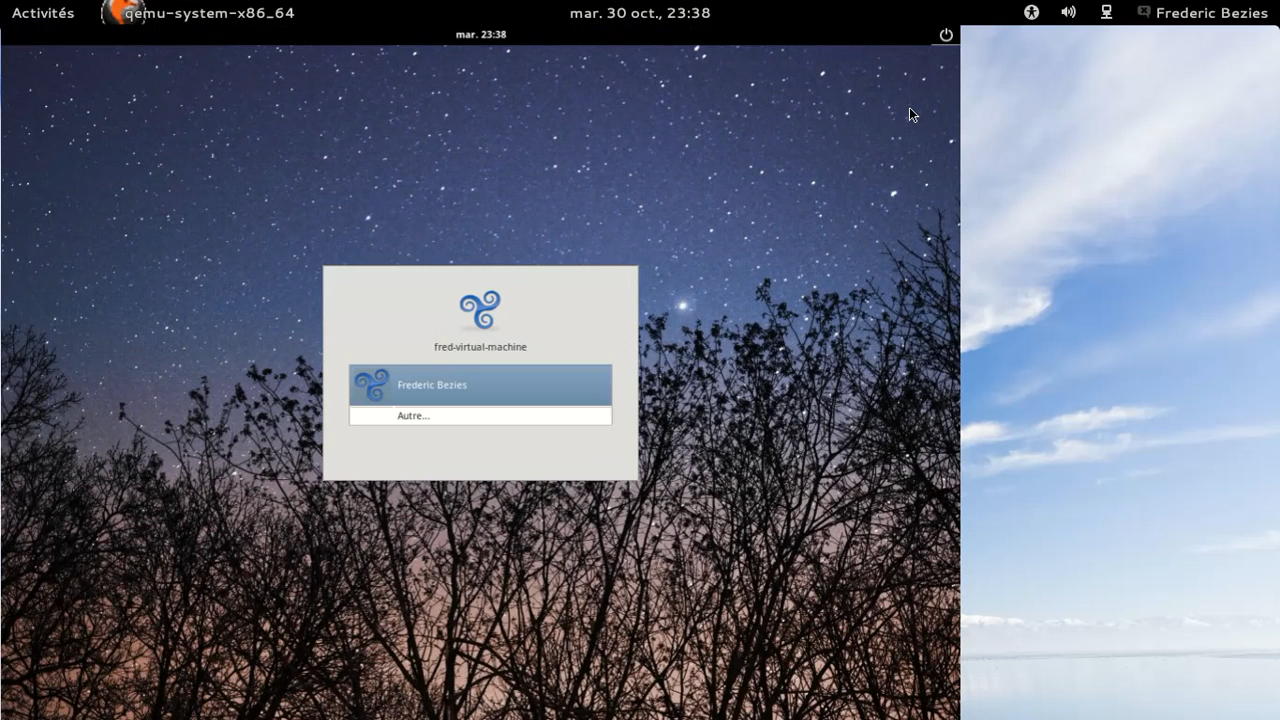 Activités qemu-system-x86_64 mar. 30 oct., 23:38 Frederic Bezies
mar. 23:38
fred-virtual-machine
Frederic Bezies
Autre...